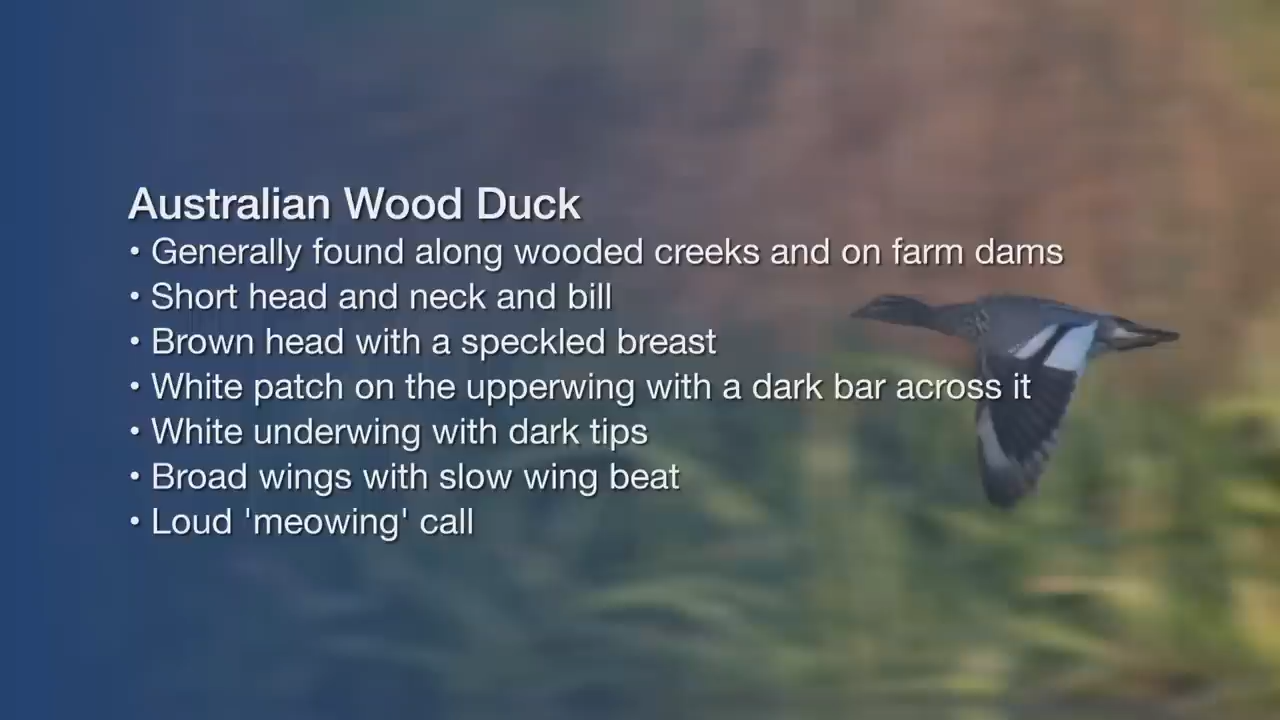 Australian Wood Duck
• Generally found along wooded creeks and on farm dams
• Short head and neck and bill
• Brown head with a speckled breast
• White patch on the upperwing with a dark bar across it
• White underwing with dark tips
• Broad wings with slow wing beat
• Loud 'meowing' call